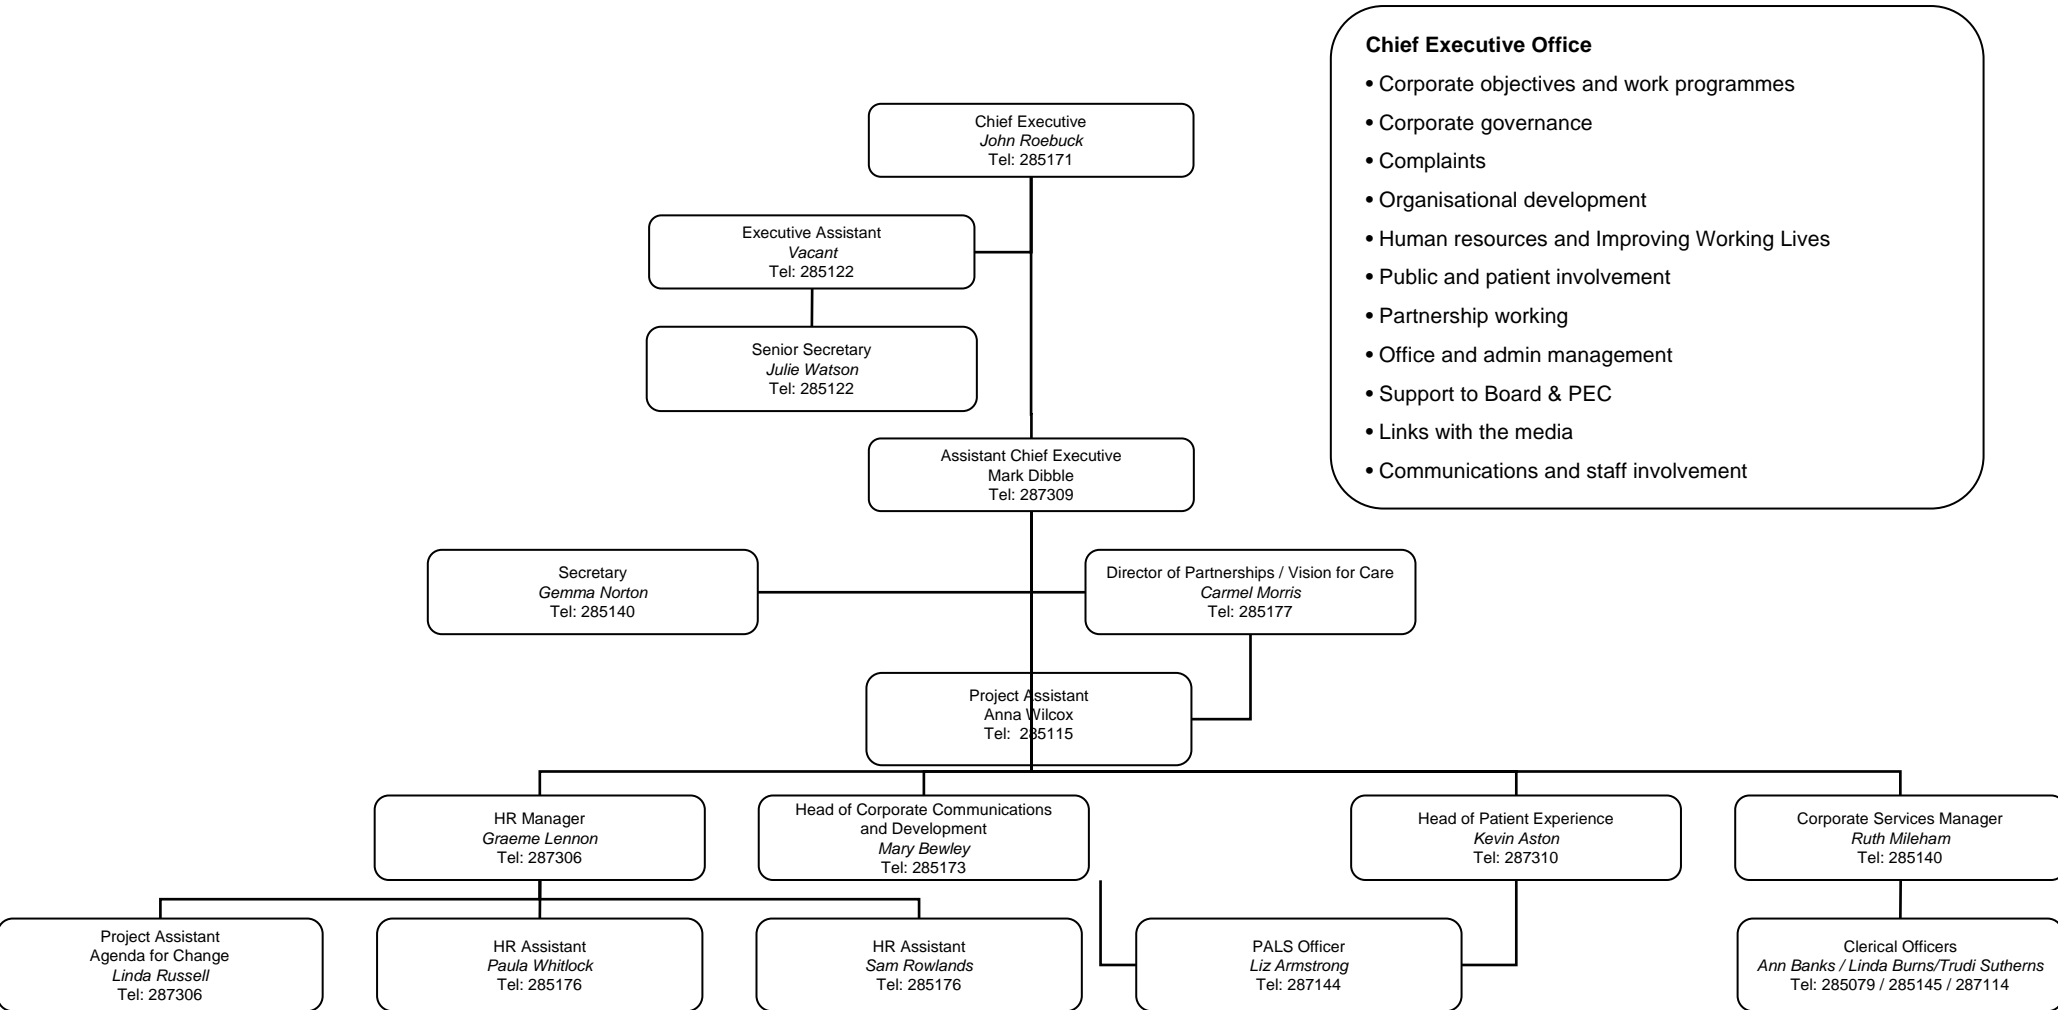 Chief Executive Office
• Corporate objectives and work programmes
• Corporate governance
• Complaints
• Organisational development
• Human resources and Improving Working Lives
• Public and patient involvement
• Partnership working
• Office and admin management
• Support to Board & PEC
• Links with the media
• Communications and staff involvement
Chief Executive
John Roebuck
Tel: 285171
Executive Assistant
Vacant
Tel: 285122
Senior Secretary
Julie Watson
Tel: 285122
Assistant Chief Executive
Mark Dibble
Tel: 287309
Secretary
Gemma Norton
Tel: 285140
Director of Partnerships / Vision for Care
Carmel Morris
Tel: 285177
Project Assistant
Anna Wilcox
Tel:  285115
HR Manager
Graeme Lennon
Tel: 287306
Head of Corporate Communications
and Development
Mary Bewley
Tel: 285173
Head of Patient Experience
Kevin Aston
Tel: 287310
Corporate Services Manager
Ruth Mileham
Tel: 285140
Project Assistant
Agenda for Change
Linda Russell
Tel: 287306
HR Assistant
Paula Whitlock
Tel: 285176
HR Assistant
Sam Rowlands
Tel: 285176
PALS Officer
Liz Armstrong
Tel: 287144
Clerical Officers
Ann Banks / Linda Burns/Trudi Sutherns
Tel: 285079 / 285145 / 287114